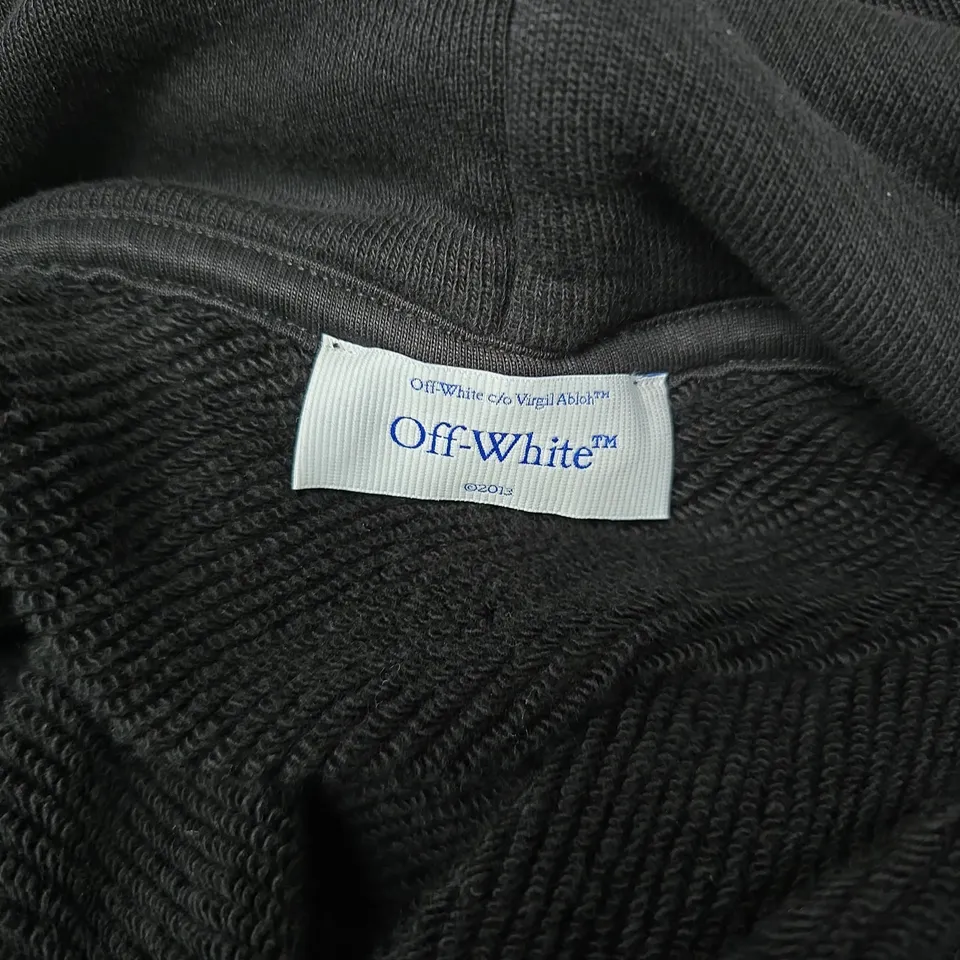 Off-White c/o Virgil Abloh™
Off-White™
©2013